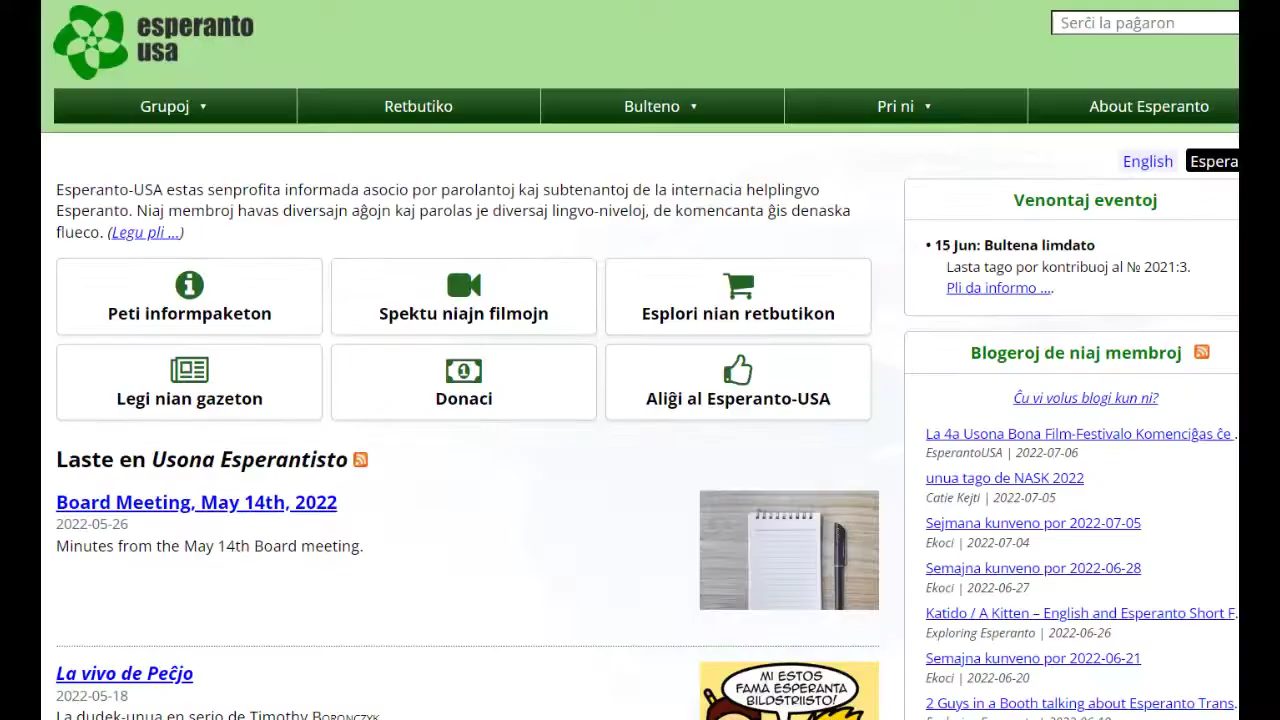 esperanto
usa
Serĉi la paĝaron
Grupoj ▾
Retbutiko
Bulteno ▾
Pri ni ▾
About Esperanto
English
Espera
Esperanto-USA estas senprofita informada asocio por parolantoj kaj subtenantoj de la internacia helplingvo
Esperanto. Niaj membroj havas diversajn aĝojn kaj parolas je diversaj lingvo-niveloj, de komencanta ĝis denaska
flueco. (Legu pli ...)
Peti informpaketon
Spektu niajn filmojn
Esplori nian retbutikon
Legi nian gazeton
Donaci
Aliĝi al Esperanto-USA
Laste en Usona Esperantisto
Board Meeting, May 14th, 2022
2022-05-26
Minutes from the May 14th Board meeting.
La vivo de Peĉjo
2022-05-18
La dudek-unua en serio de Timothy Boronczyk
MI ESTOS
FAMA ESPERANTA
BILDSTRIISTO!
Venontaj eventoj
• 15 Jun: Bultena limdato
Lasta tago por kontribuoj al № 2021:3.
Pli da informo ....
Blogeroj de niaj membroj
Ĉu vi volus blogi kun ni?
La 4a Usona Bona Film-Festivalo Komenciĝas ĉe .
EsperantoUSA | 2022-07-06
unua tago de NASK 2022
Catie Kejti | 2022-07-05
Sejmana kunveno por 2022-07-05
Ekoci | 2022-07-04
Semajna kunveno por 2022-06-28
Ekoci | 2022-06-27
Katido / A Kitten – English and Esperanto Short F.
Exploring Esperanto | 2022-06-26
Semajna kunveno por 2022-06-21
Ekoci | 2022-06-20
2 Guys in a Booth talking about Esperanto Trans.